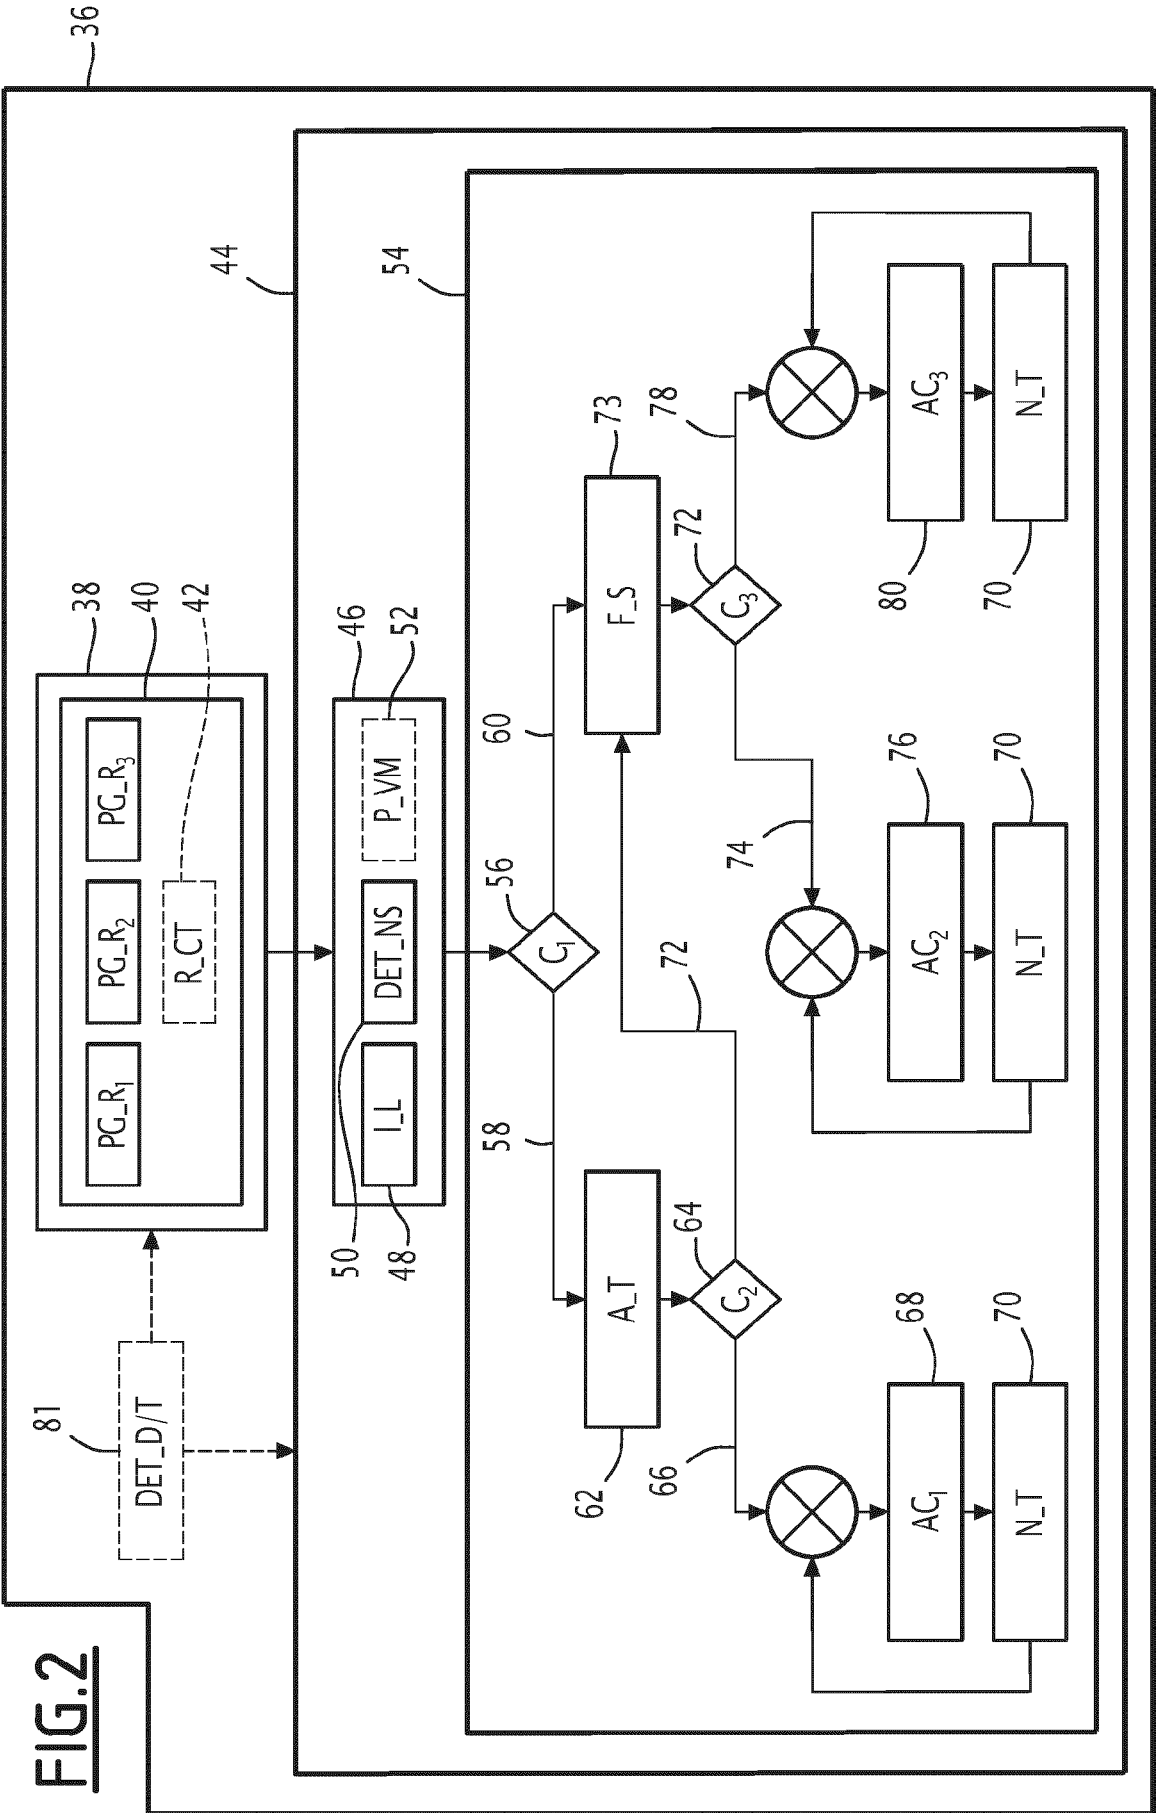 FIG.2
36
81
DET_D/T
38
40
42
PG_R1
PG_R2
PG_R3
R_CT
44
46
52
50
48
I_L
DET_NS
P_VM
54
56
C1
58
60
62
A_T
73
F_S
64
C2
72
72
C3
66
74
78
68
AC1
76
AC2
80
AC3
70
N_T
70
N_T
70
N_T